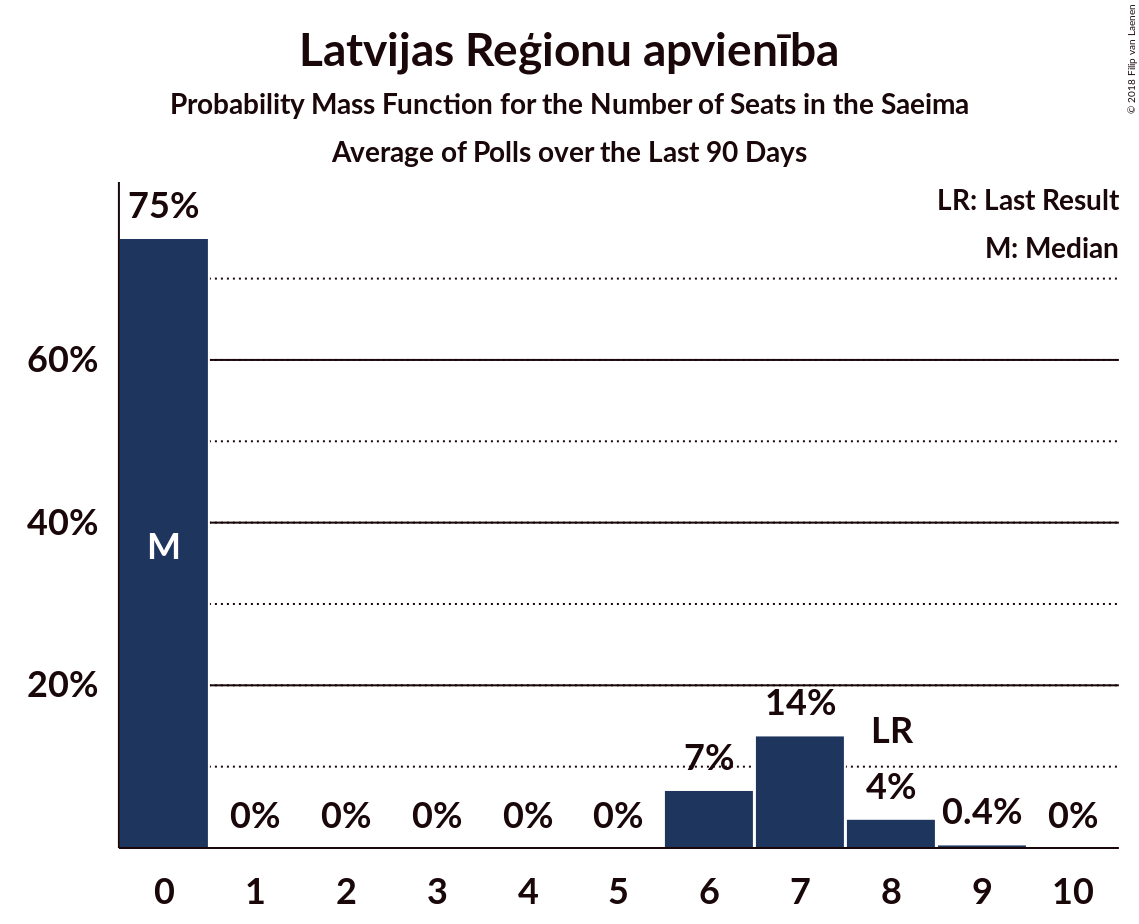 Latvijas Reģionu apvienība
Probability Mass Function for the Number of Seats in the Saeima
Average of Polls over the Last 90 Days
© 2018 Filip van Laenen
LR: Last Result
M: Median
75%
60%
40%
20%
M
0%
0%
0%
0%
0%
7%
14%
LR
4%
0.4%
0%
0 1 2 3 4 5 6 7 8 9 10